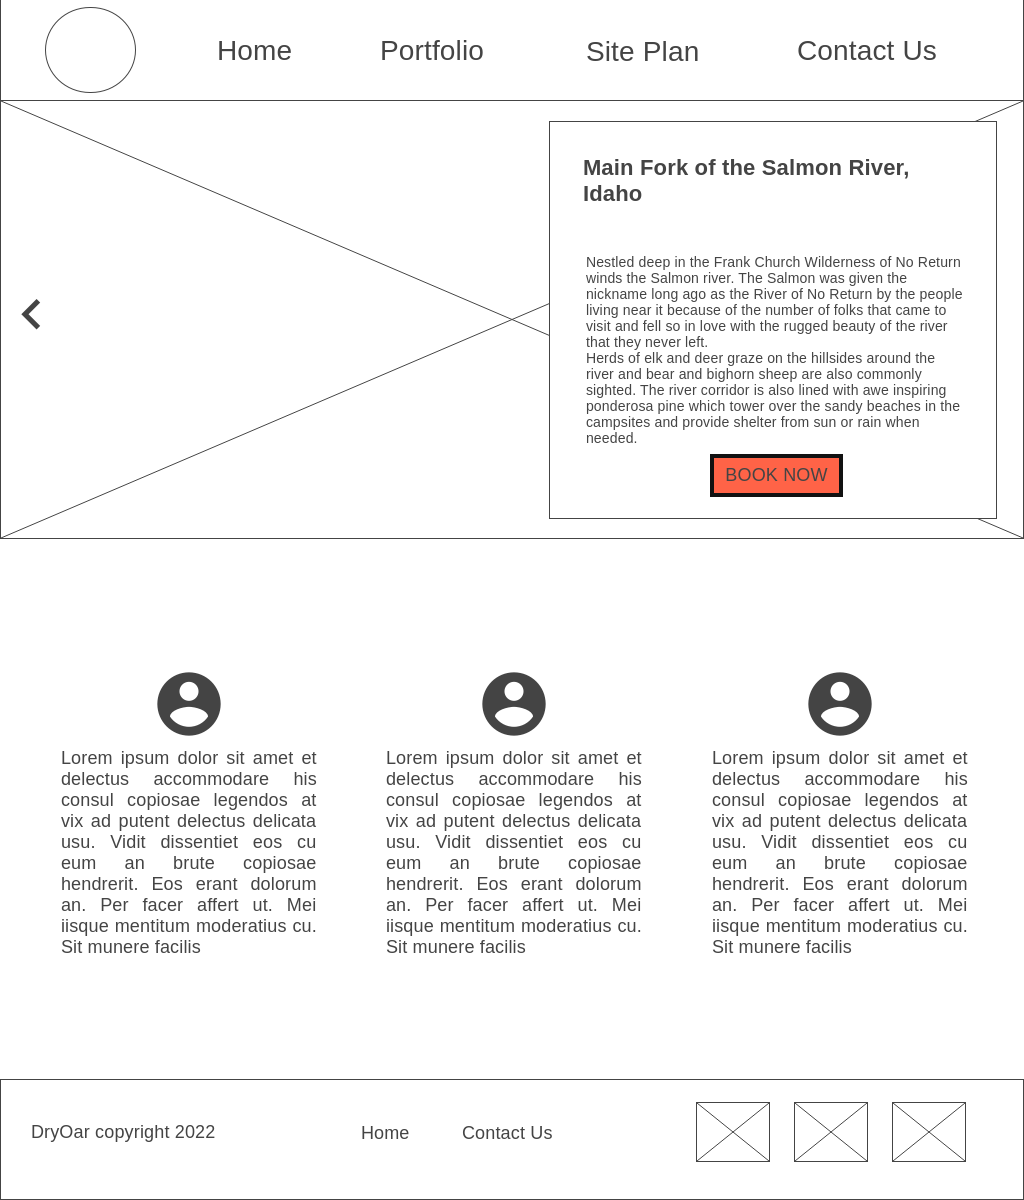 Home Portfolio Site Plan Contact Us
Main Fork of the Salmon River,
Idaho
Nestled deep in the Frank Church Wilderness of No Return
winds the Salmon river. The Salmon was given the
nickname long ago as the River of No Return by the people
living near it because of the number of folks that came to
visit and fell so in love with the rugged beauty of the river
that they never left.
Herds of elk and deer graze on the hillsides around the
river and bear and bighorn sheep are also commonly
sighted. The river corridor is also lined with awe inspiring
ponderosa pine which tower over the sandy beaches in the
campsites and provide shelter from sun or rain when
needed.
BOOK NOW
Lorem ipsum dolor sit amet et
delectus accommodare his
consul copiosae legendos at
vix ad putent delectus delicata
usu. Vidit dissentiet eos cu
eum an brute copiosae
hendrerit. Eos erant dolorum
an. Per facer affert ut. Mei
iisque mentitum moderatius cu.
Sit munere facilis
Lorem ipsum dolor sit amet et
delectus accommodare his
consul copiosae legendos at
vix ad putent delectus delicata
usu. Vidit dissentiet eos cu
eum an brute copiosae
hendrerit. Eos erant dolorum
an. Per facer affert ut. Mei
iisque mentitum moderatius cu.
Sit munere facilis
Lorem ipsum dolor sit amet et
delectus accommodare his
consul copiosae legendos at
vix ad putent delectus delicata
usu. Vidit dissentiet eos cu
eum an brute copiosae
hendrerit. Eos erant dolorum
an. Per facer affert ut. Mei
iisque mentitum moderatius cu.
Sit munere facilis
DryOar copyright 2022 Home Contact Us